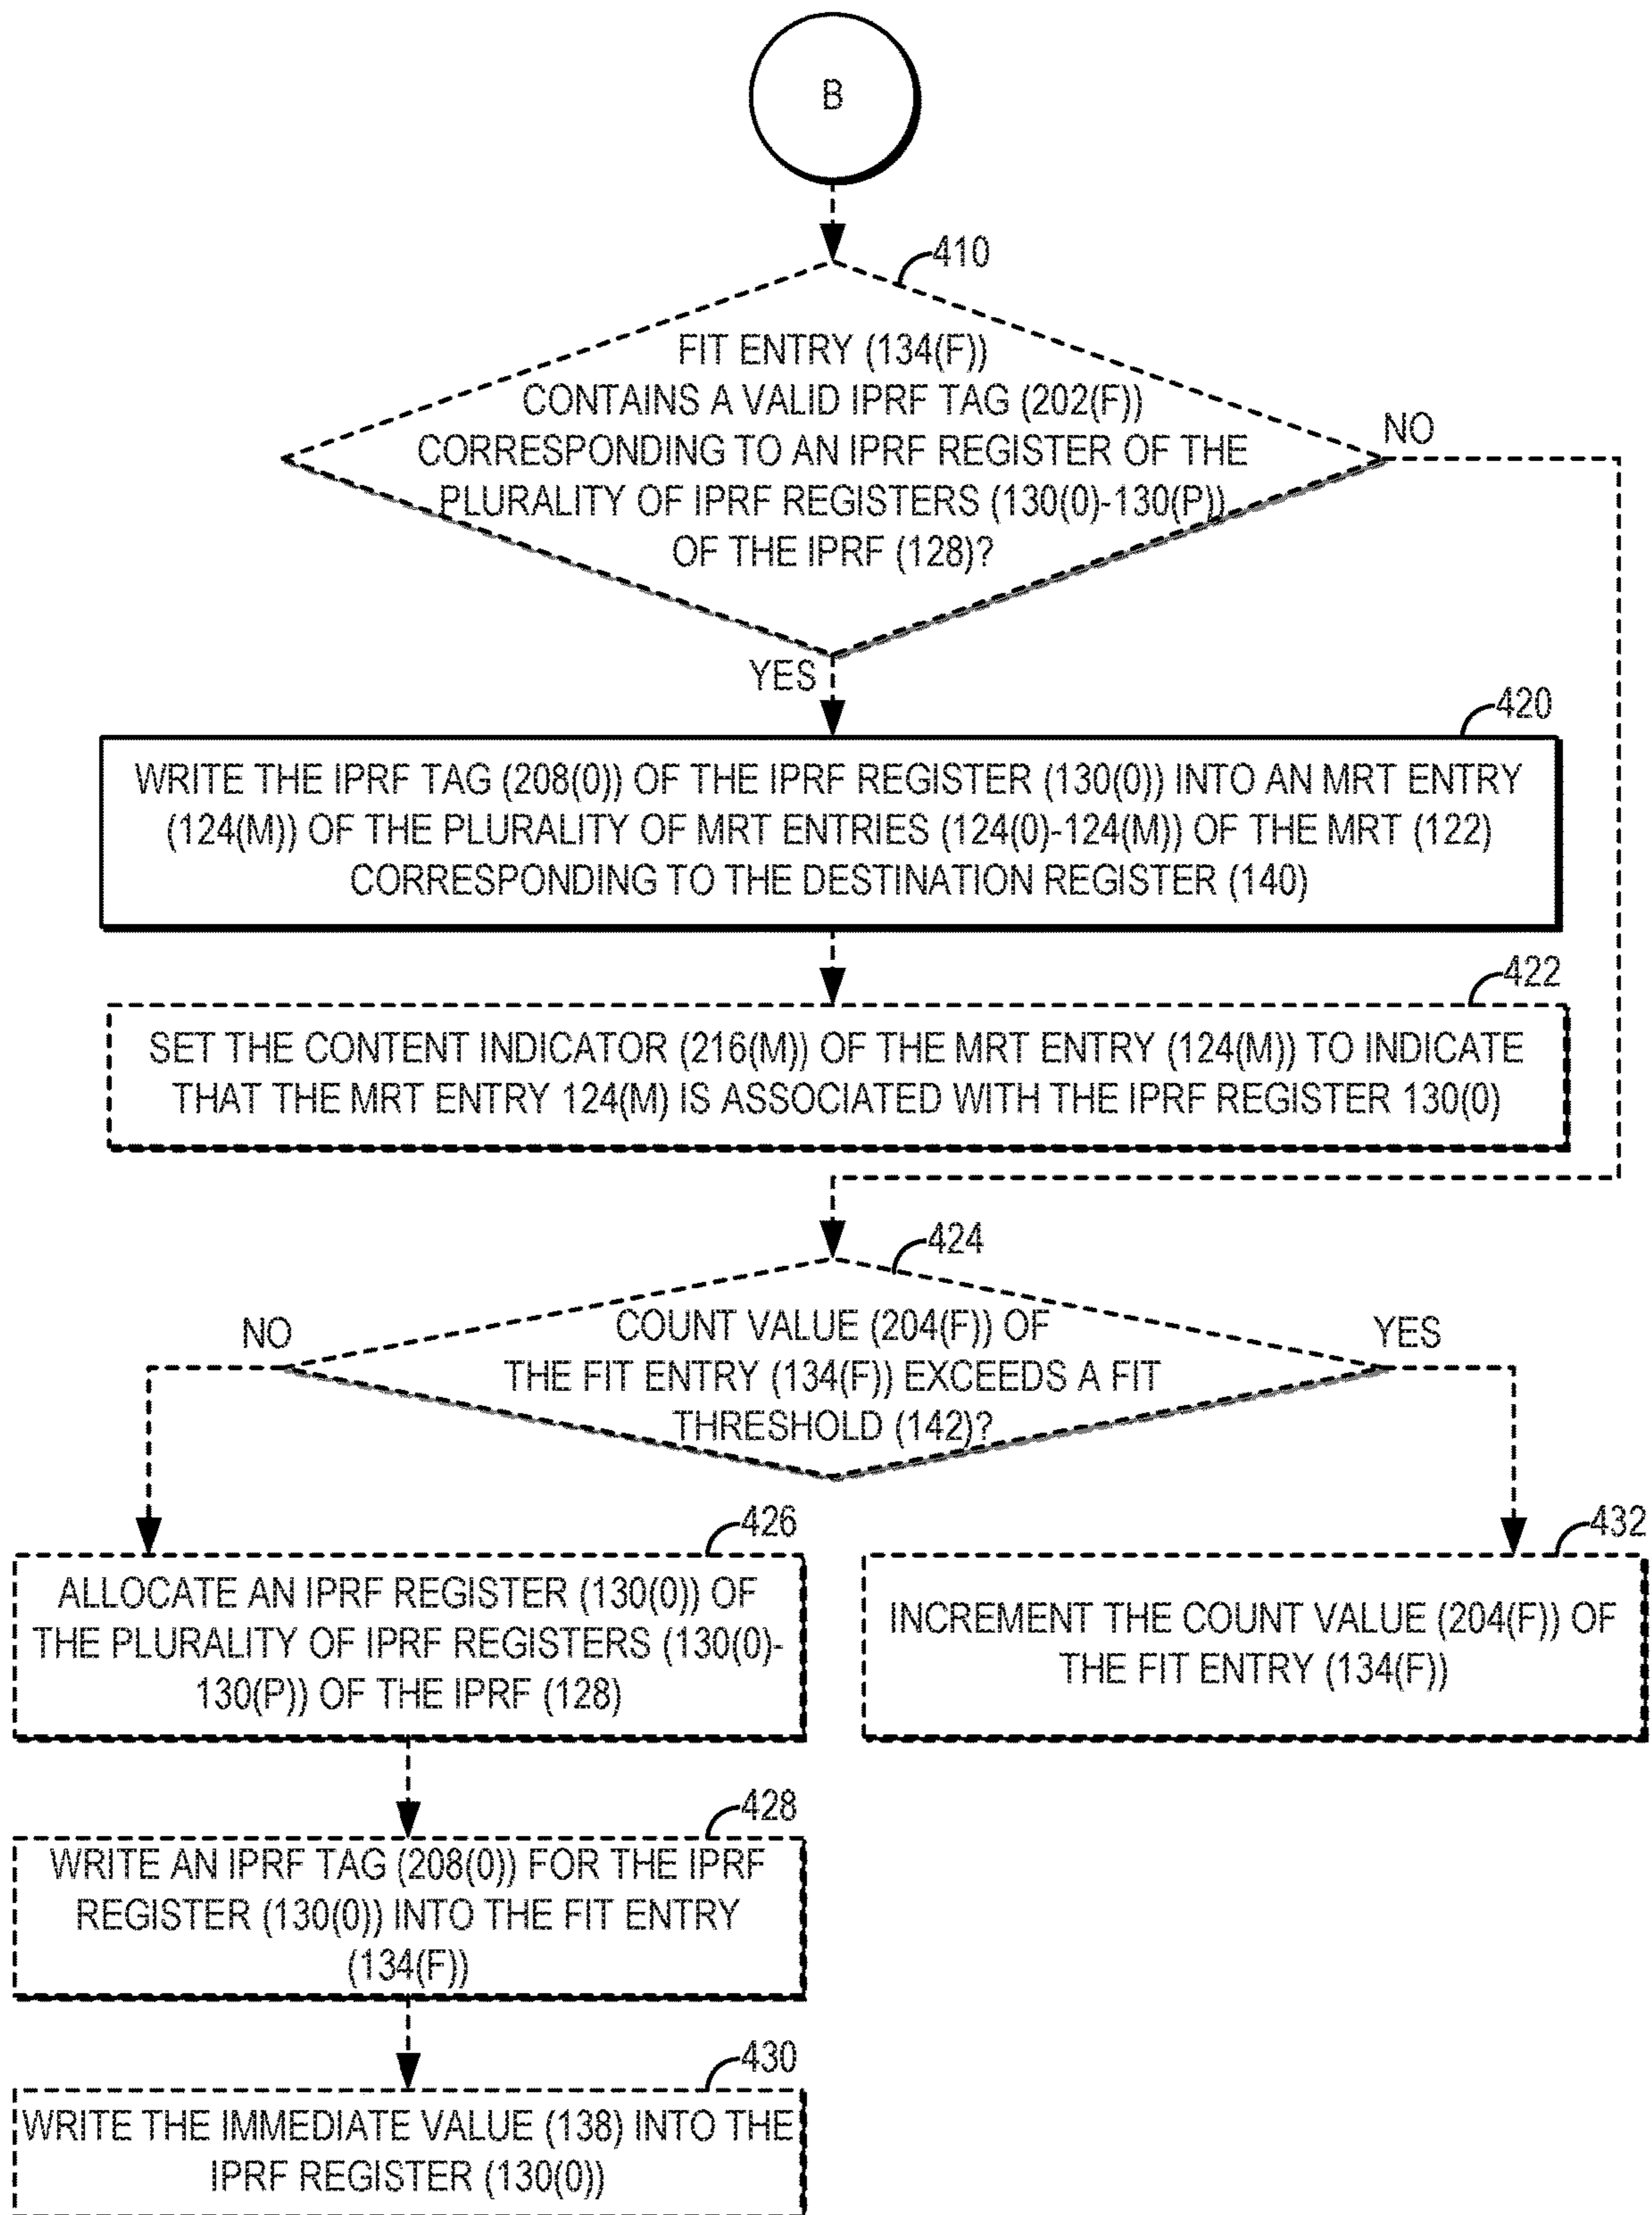 B
410
FIT ENTRY (134(F))
CONTAINS A VALID IPRF TAG (202(F))
CORRESPONDING TO AN IPRF REGISTER OF THE
PLURALITY OF IPRF REGISTERS (130(0)-130(P))
OF THE IPRF (128)?
NO
YES
420
WRITE THE IPRF TAG (208(0)) OF THE IPRF REGISTER (130(0)) INTO AN MRT ENTRY
(124(M)) OF THE PLURALITY OF MRT ENTRIES (124(0)-124(M)) OF THE MRT (122)
CORRESPONDING TO THE DESTINATION REGISTER (140)
422
SET THE CONTENT INDICATOR (216(M)) OF THE MRT ENTRY (124(M)) TO INDICATE
THAT THE MRT ENTRY 124(M) IS ASSOCIATED WITH THE IPRF REGISTER 130(0)
424
COUNT VALUE (204(F)) OF
THE FIT ENTRY (134(F)) EXCEEDS A FIT
THRESHOLD (142)?
NO
YES
426
ALLOCATE AN IPRF REGISTER (130(0)) OF
THE PLURALITY OF IPRF REGISTERS (130(0)-
130(P)) OF THE IPRF (128)
432
INCREMENT THE COUNT VALUE (204(F)) OF
THE FIT ENTRY (134(F))
428
WRITE AN IPRF TAG (208(0)) FOR THE IPRF
REGISTER (130(0)) INTO THE FIT ENTRY
(134(F))
430
WRITE THE IMMEDIATE VALUE (138) INTO THE
IPRF REGISTER (130(0))